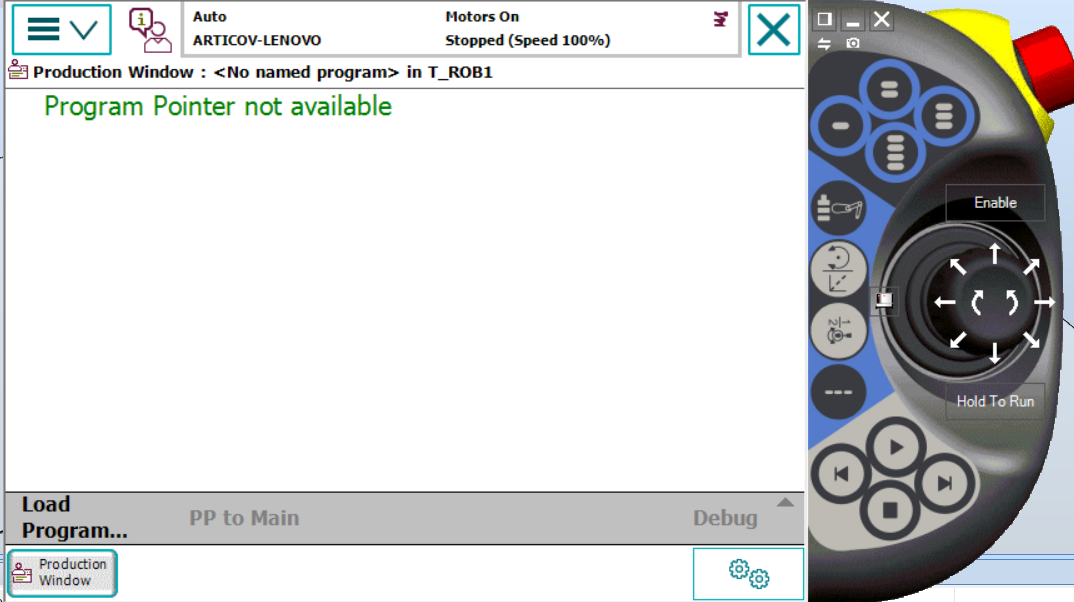 Auto
Motors On
ARTICOV-LENOVO
Stopped (Speed 100%)
Production Window : <No named program> in T_ROB1
Program Pointer not available
Enable
Hold To Run
Load
Program...
PP to Main
Debug
Production
Window